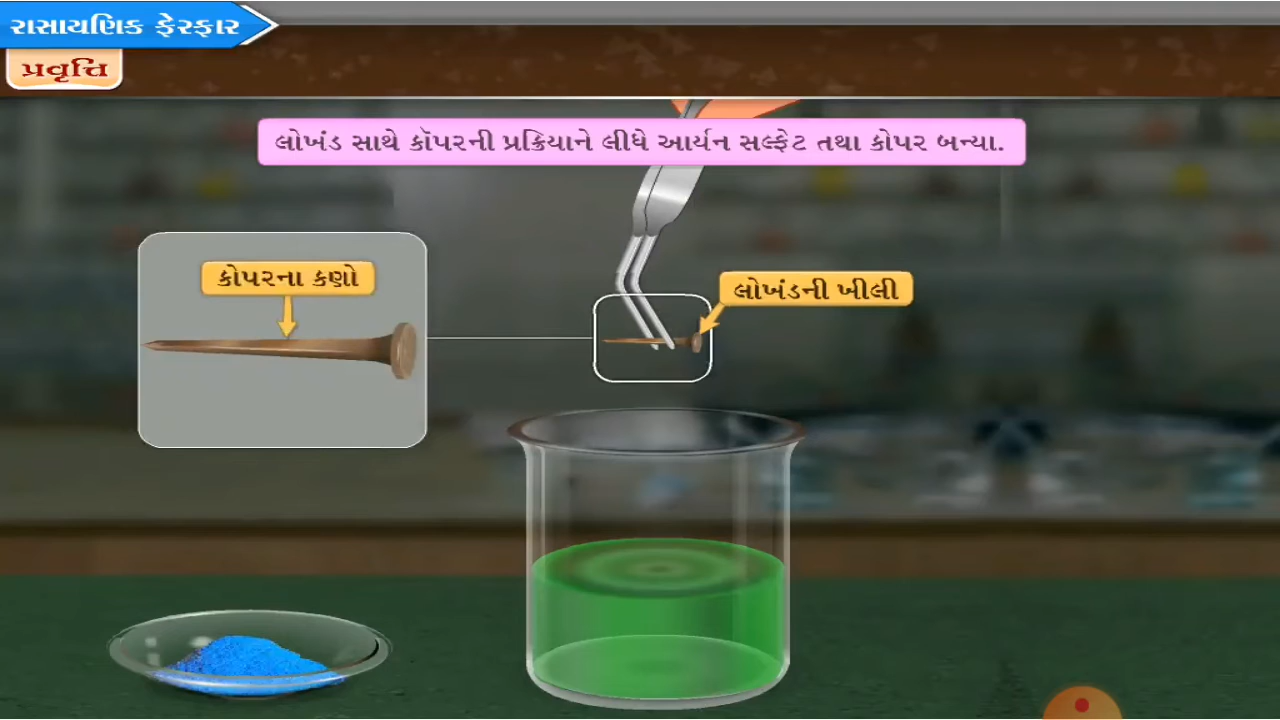 રાસાયણિક ફેરફાર
પ્રવૃત્તિ
લોખંડ સાથે કૉપરની પ્રક્રિયાને લીધે આર્યન સલ્ફેટ તથા કોપર બન્યા.
કોપરના કણો
લોખંડની ખીલી